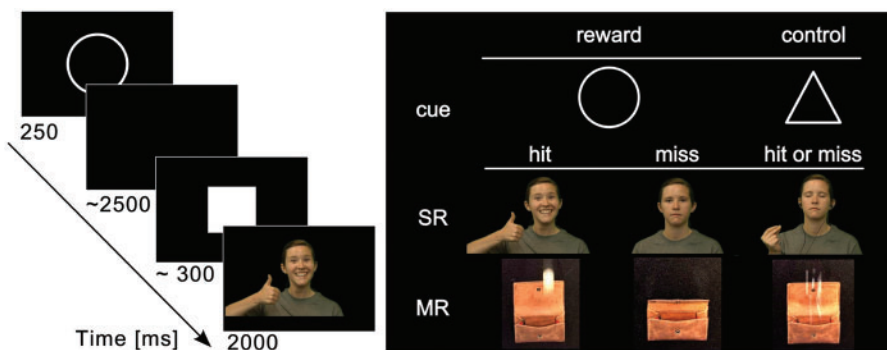 250
~2500
~ 300
2000
Time [ms]
reward control
cue
hit miss hit or miss
SR
MR